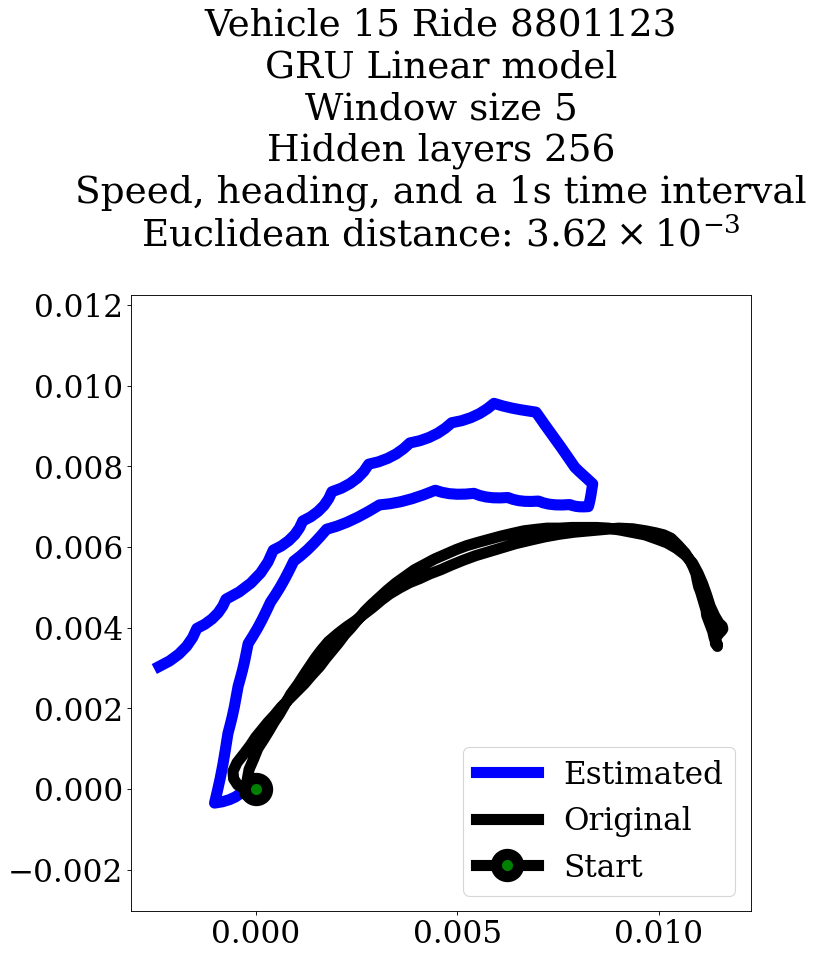 Vehicle 15 Ride 8801123
GRU Linear model
Window size 5
Hidden layers 256
Speed, heading, and a 1s time interval
Euclidean distance: 3.62 × 10⁻³
0.012
0.010
0.008
0.006
0.004
0.002
0.000
−0.002
Estimated
Original
Start
0.000 0.005 0.010